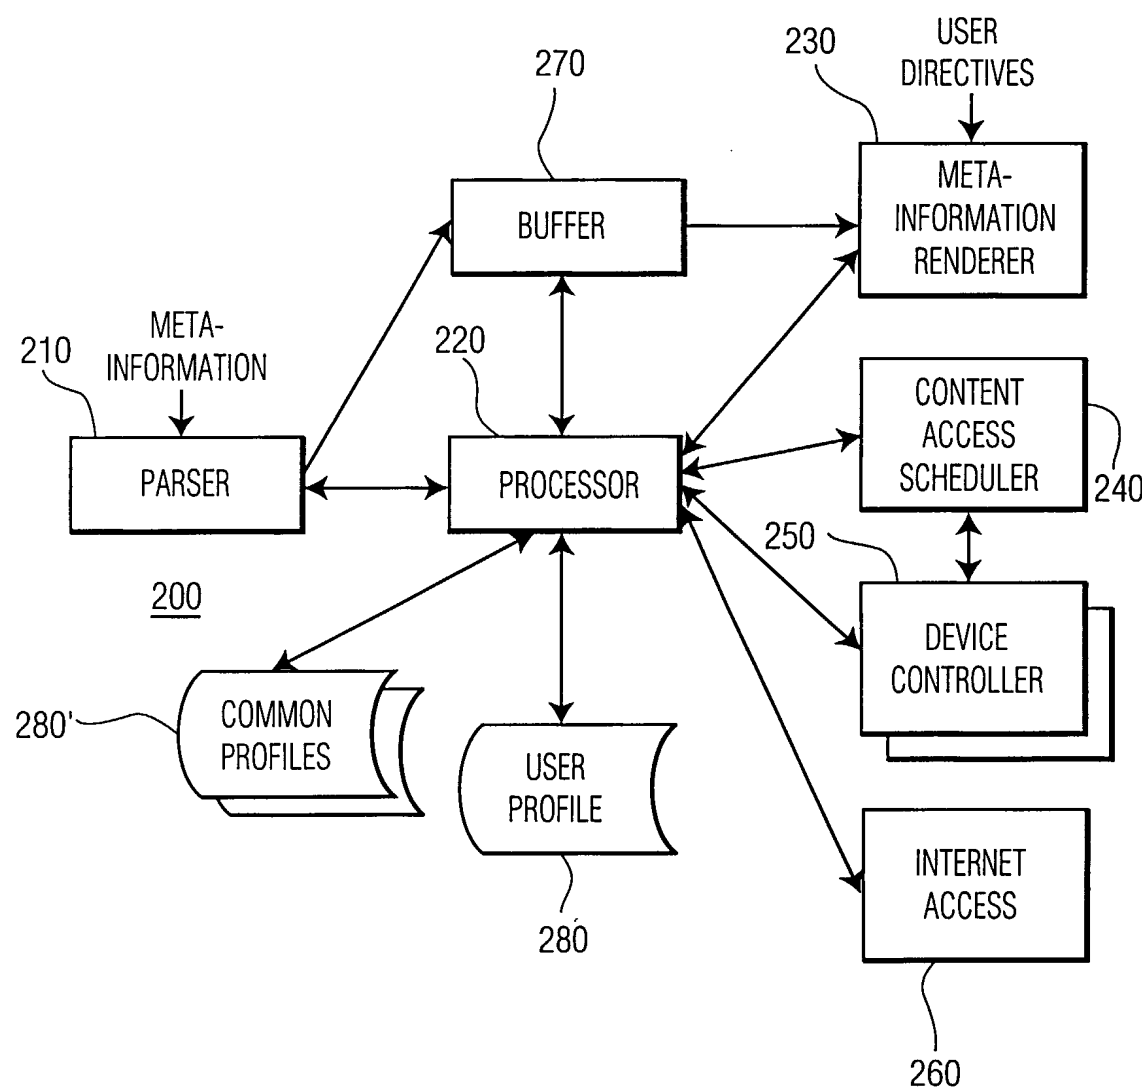 USER
DIRECTIVES
230
270
META-
INFORMATION
RENDERER
BUFFER
META-
INFORMATION
210
220
CONTENT
ACCESS
SCHEDULER
240
PARSER
PROCESSOR
250
200
DEVICE
CONTROLLER
280'
COMMON
PROFILES
USER
PROFILE
INTERNET
ACCESS
280
260